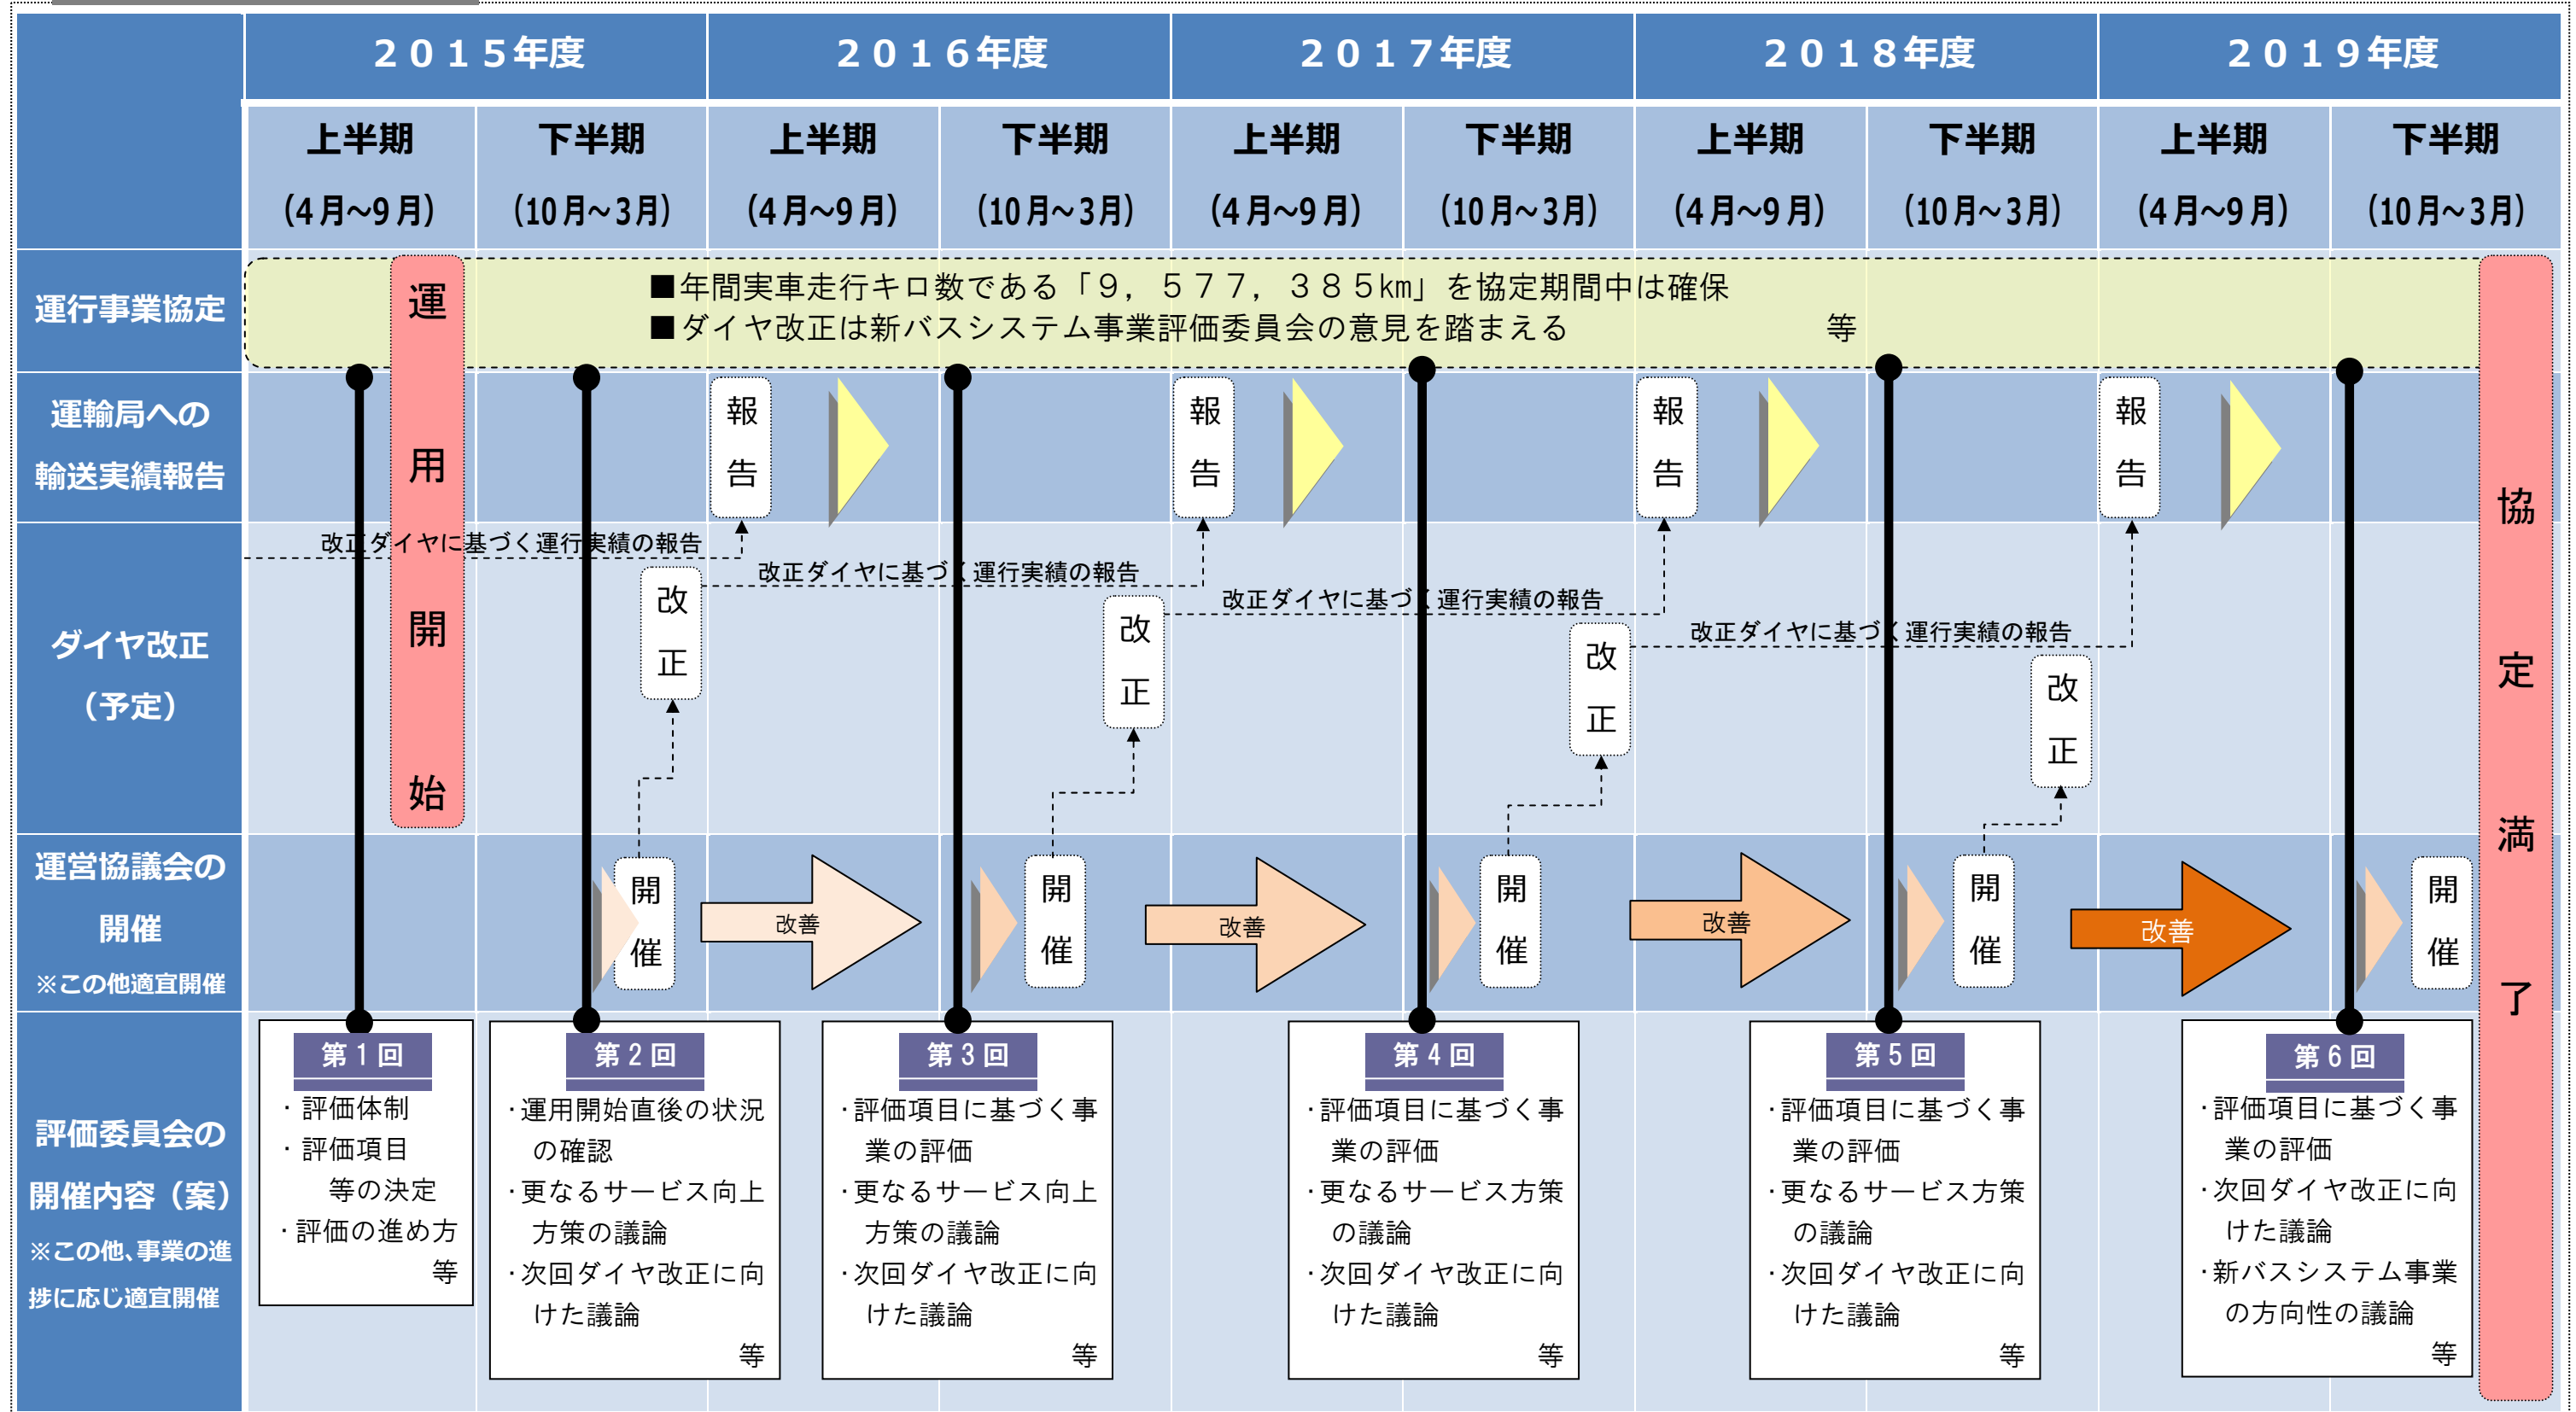 ２０１５年度
２０１６年度
２０１７年度
２０１８年度
２０１９年度
上半期
(4月～9月)
下半期
(10月～3月)
上半期
(4月～9月)
下半期
(10月～3月)
上半期
(4月～9月)
下半期
(10月～3月)
上半期
(4月～9月)
下半期
(10月～3月)
上半期
(4月～9月)
下半期
(10月～3月)
運行事業協定
■年間実車走行キロ数である「９，５７７，３８５㎞」を協定期間中は確保
■ダイヤ改正は新バスシステム事業評価委員会の意見を踏まえる　等
運用開始
協定満了
運輸局への
輸送実績報告
報告
報告
報告
報告
ダイヤ改正
（予定）
改正ダイヤに基づく運行実績の報告
改正ダイヤに基づく運行実績の報告
改正ダイヤに基づく運行実績の報告
改正ダイヤに基づく運行実績の報告
改正
改正
改正
改正
運営協議会の
開催
※この他適宜開催
開催
改善
開催
改善
開催
改善
開催
改善
開催
評価委員会の
開催内容（案）
※この他、事業の進
捗に応じ適宜開催
第１回
・評価体制
・評価項目
等の決定
・評価の進め方
等
第２回
・運用開始直後の状況
の確認
・更なるサービス向上
方策の議論
・次回ダイヤ改正に向
けた議論
等
第３回
・評価項目に基づく事
業の評価
・更なるサービス向上
方策の議論
・次回ダイヤ改正に向
けた議論
等
第４回
・評価項目に基づく事
業の評価
・更なるサービス方策
の議論
・次回ダイヤ改正に向
けた議論
等
第５回
・評価項目に基づく事
業の評価
・更なるサービス方策
の議論
・次回ダイヤ改正に向
けた議論
等
第６回
・評価項目に基づく事
業の評価
・次回ダイヤ改正に向
けた議論
・新バスシステム事業
の方向性の議論
等